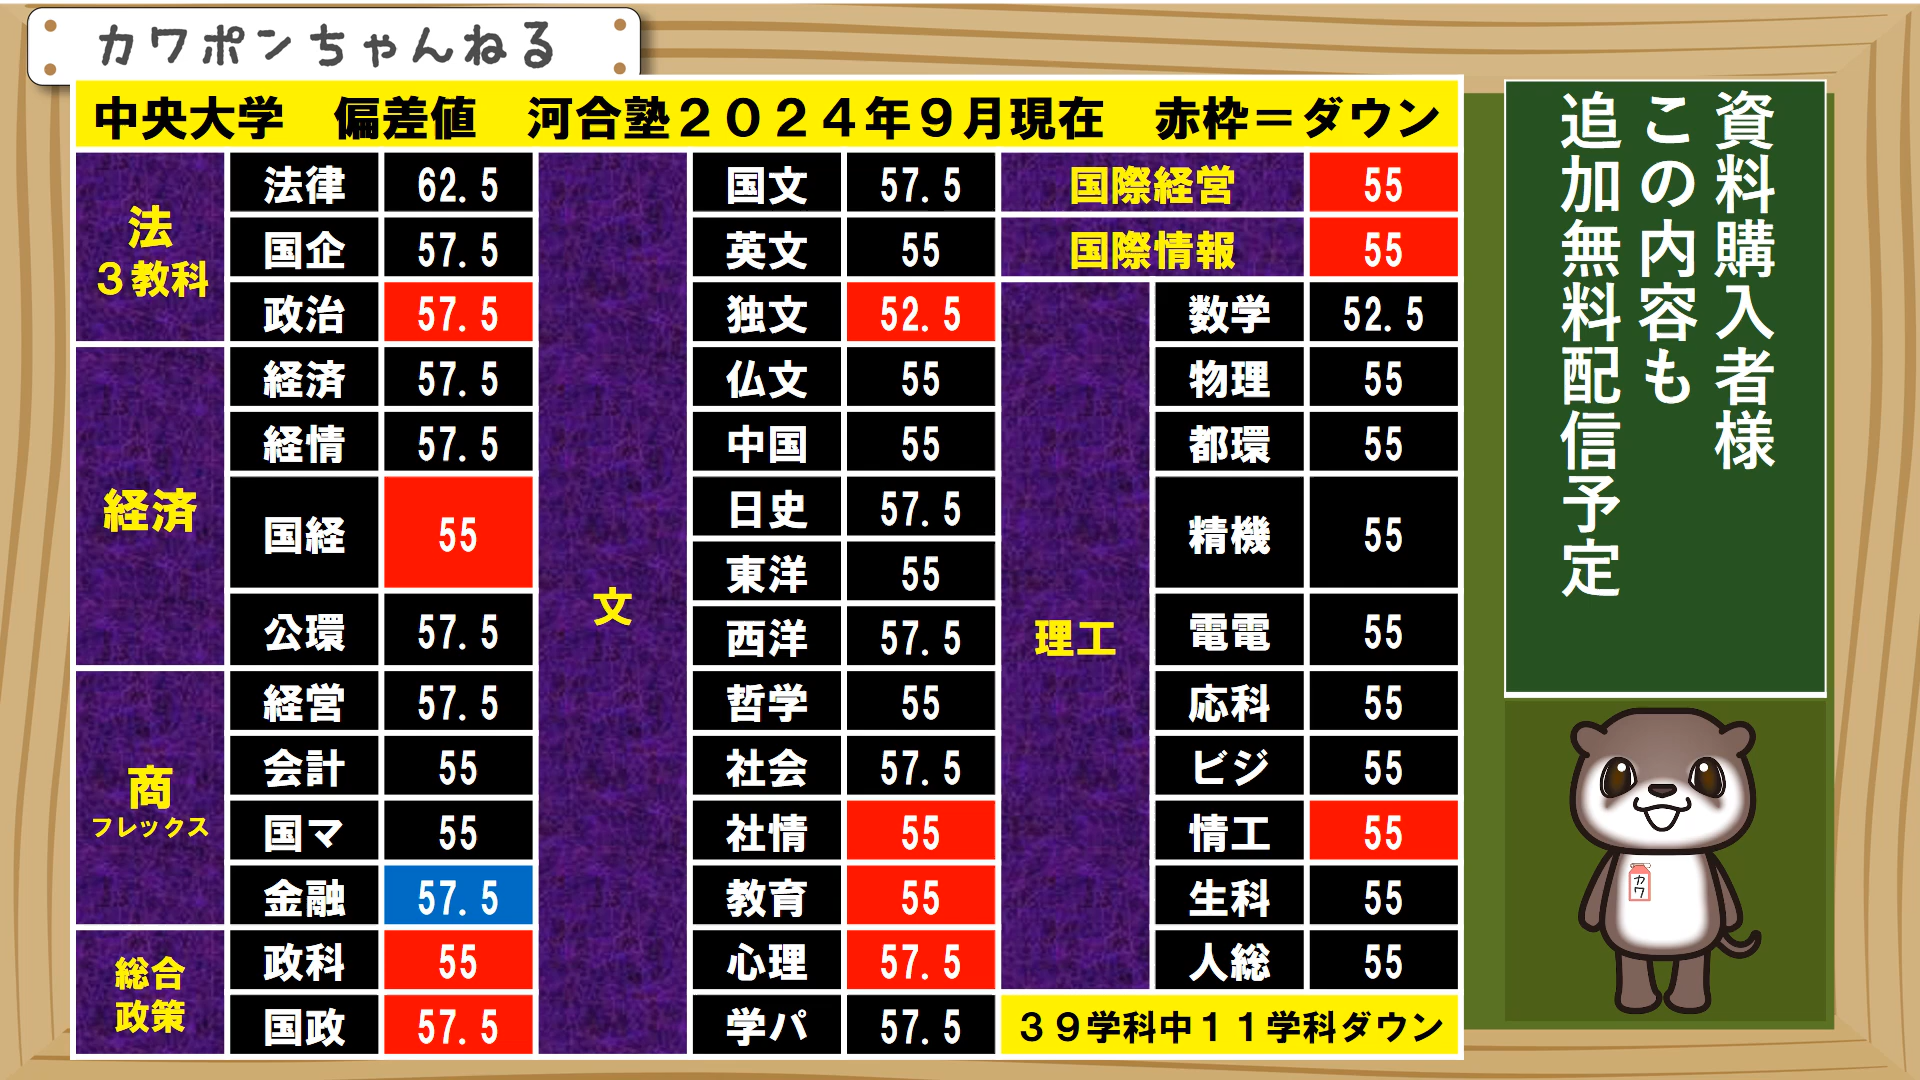 カワポンちゃんねる
中央大学　偏差値　河合塾２０２４年９月現在　赤枠＝ダウン
法
３教科
法律 62.5
国企 57.5
政治 57.5
経済
経済 57.5
経情 57.5
国経 55
公環 57.5
商
フレックス
経営 57.5
会計 55
国マ 55
金融 57.5
総合
政策
政科 55
国政 57.5
文
国文 57.5
英文 55
独文 52.5
仏文 55
中国 55
日史 57.5
東洋 55
西洋 57.5
哲学 55
社会 57.5
社情 55
教育 55
心理 57.5
学パ 57.5
国際経営 55
国際情報 55
理工
数学 52.5
物理 55
都環 55
精機 55
電電 55
応科 55
ビジ 55
情工 55
生科 55
人総 55
３９学科中１１学科ダウン
資料購入者様
この内容も
追加無料配信予定
カワ